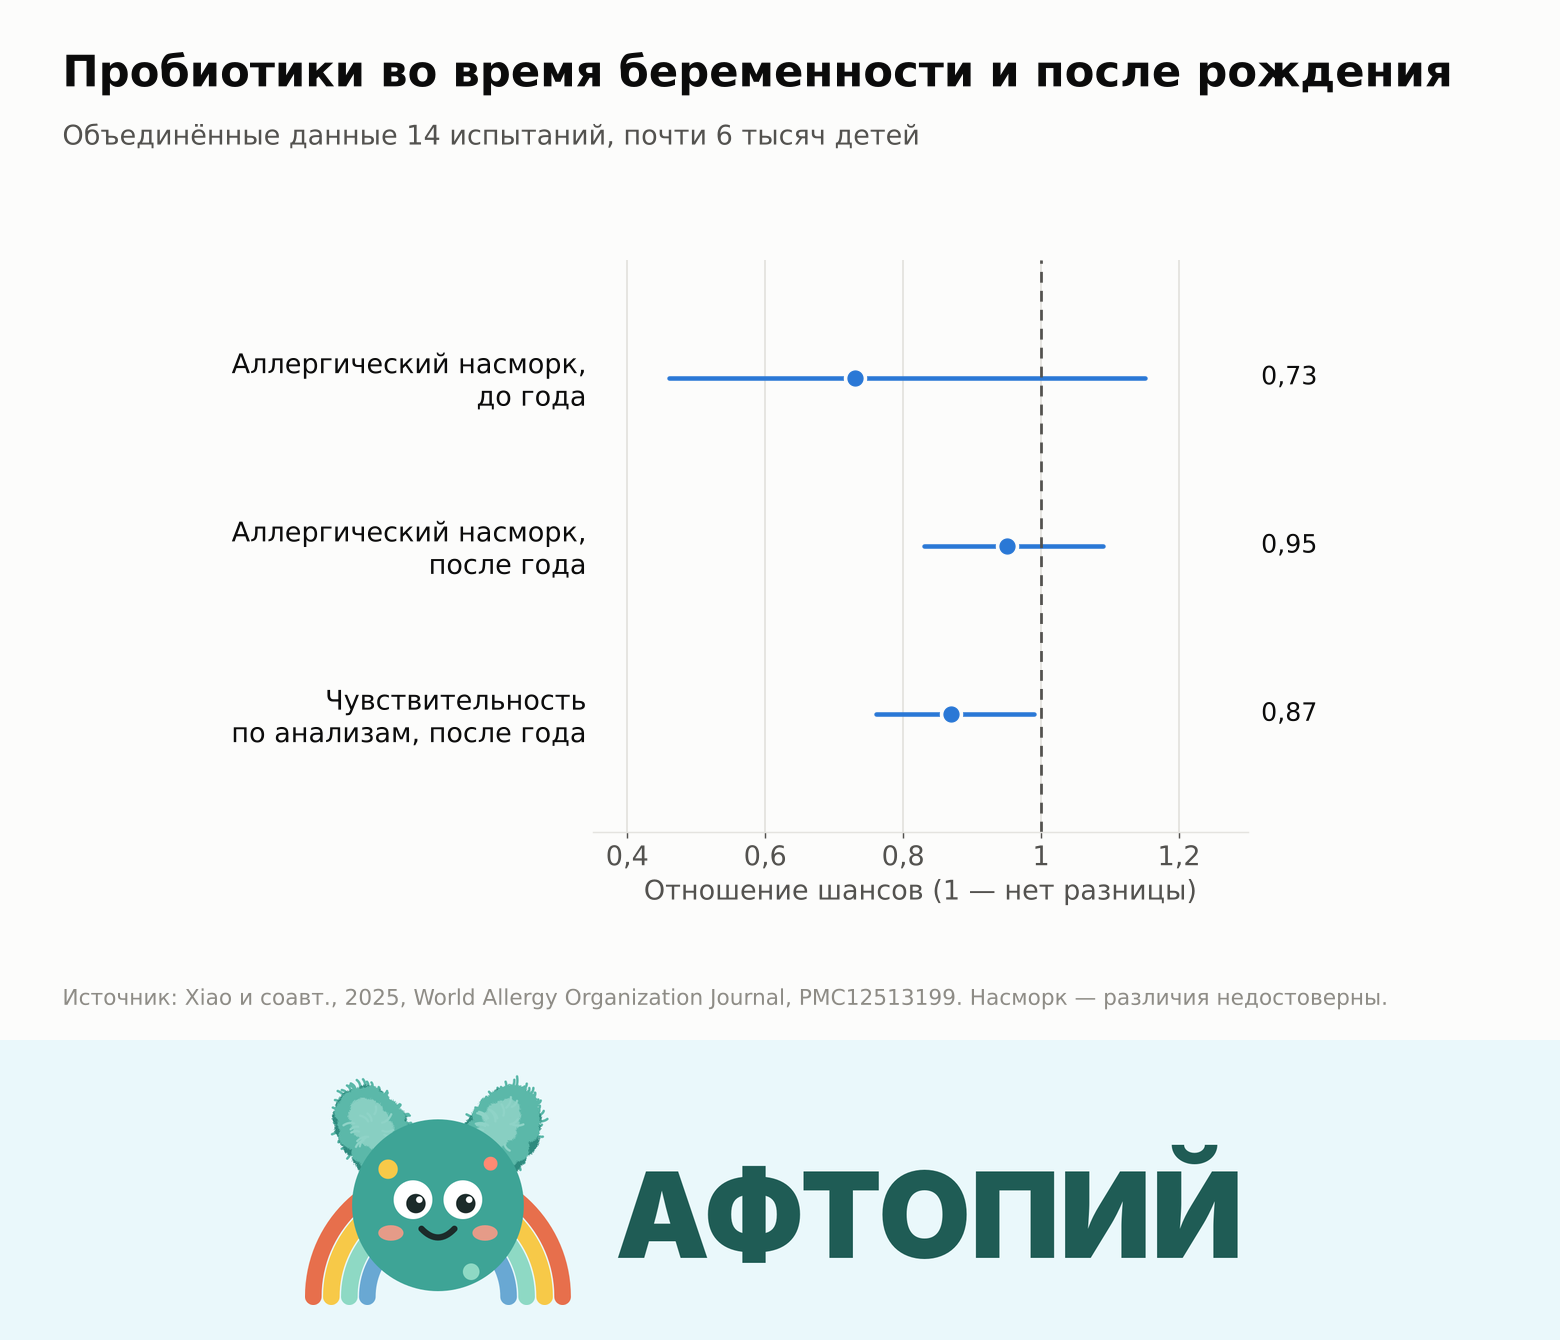 Пробиотики во время беременности и после рождения
Объединённые данные 14 испытаний, почти 6 тысяч детей
Аллергический насморк,
до года
0,73
Аллергический насморк,
после года
0,95
Чувствительность
по анализам, после года
0,87
0,4 0,6 0,8 1 1,2
Отношение шансов (1 — нет разницы)
Источник: Xiao и соавт., 2025, World Allergy Organization Journal, PMC12513199. Насморк — различия недостоверны.
АФТОПИЙ